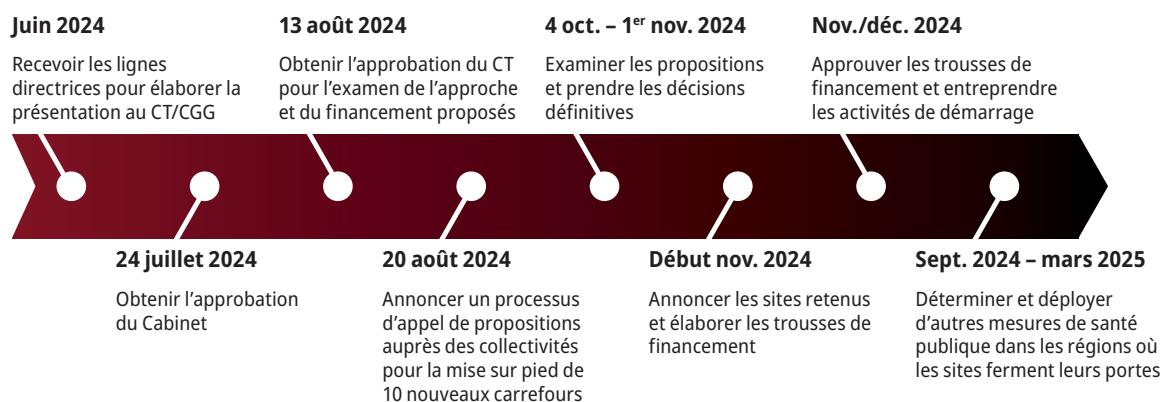 Juin 2024
Recevoir les lignes
directrices pour élaborer la
présentation au CT/CGG
24 juillet 2024
Obtenir l’approbation
du Cabinet
13 août 2024
Obtenir l’approbation du CT
pour l’examen de l’approche
et du financement proposés
20 août 2024
Annoncer un processus
d’appel de propositions
auprès des collectivités
pour la mise sur pied de
10 nouveaux carrefours
4 oct. – 1er nov. 2024
Examiner les propositions
et prendre les décisions
définitives
Début nov. 2024
Annoncer les sites retenus
et élaborer les trousses de
financement
Nov./déc. 2024
Approuver les trousses de
financement et entreprendre
les activités de démarrage
Sept. 2024 – mars 2025
Déterminer et déployer
d’autres mesures de santé
publique dans les régions où
les sites ferment leurs portes